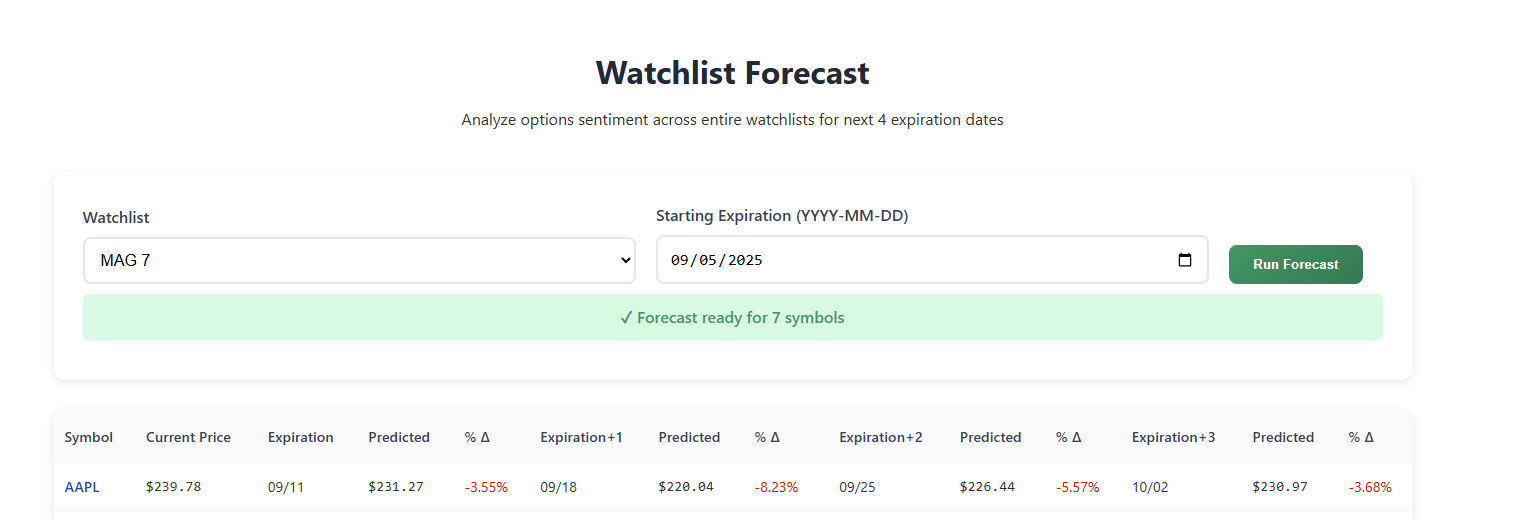 Watchlist Forecast
Analyze options sentiment across entire watchlists for next 4 expiration dates
Watchlist
Starting Expiration (YYYY-MM-DD)
MAG 7
09/05/2025
Run Forecast
✓ Forecast ready for 7 symbols
Symbol Current Price Expiration Predicted % Δ Expiration+1 Predicted % Δ Expiration+2 Predicted % Δ Expiration+3 Predicted % Δ
AAPL $239.78 09/11 $231.27 -3.55% 09/18 $220.04 -8.23% 09/25 $226.44 -5.57% 10/02 $230.97 -3.68%